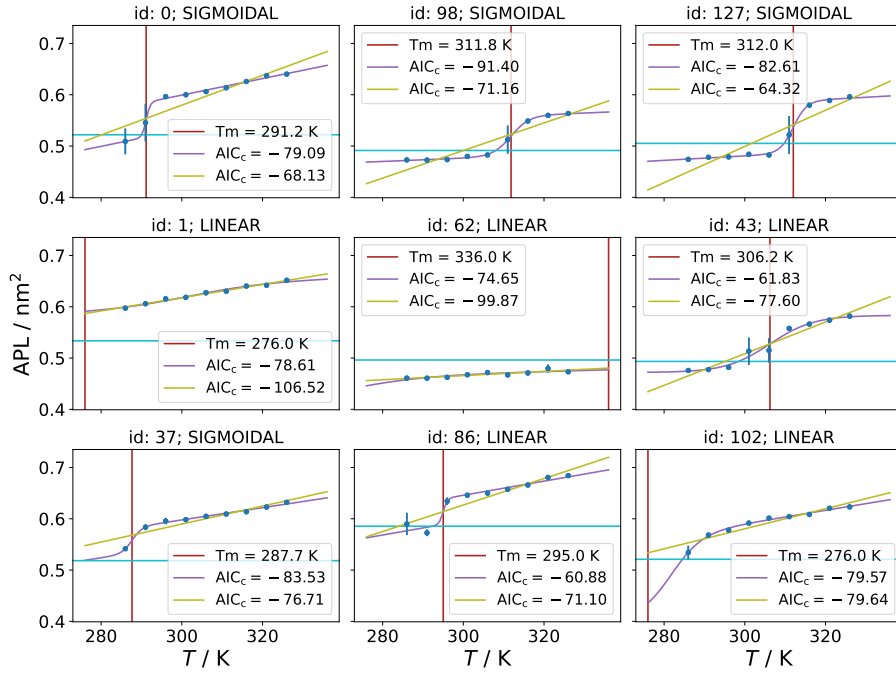 id: 0; SIGMOIDAL
id: 98; SIGMOIDAL
id: 127; SIGMOIDAL
0.7
0.6
0.5
0.4
Tm = 291.2 K
AICc = −79.09
AICc = −68.13
Tm = 311.8 K
AICc = −91.40
AICc = −71.16
Tm = 312.0 K
AICc = −82.61
AICc = −64.32
id: 1; LINEAR
id: 62; LINEAR
id: 43; LINEAR
APL / nm²
0.7
0.6
0.5
0.4
Tm = 276.0 K
AICc = −78.61
AICc = −106.52
Tm = 336.0 K
AICc = −74.65
AICc = −99.87
Tm = 306.2 K
AICc = −61.83
AICc = −77.60
id: 37; SIGMOIDAL
id: 86; LINEAR
id: 102; LINEAR
0.7
0.6
0.5
0.4
Tm = 287.7 K
AICc = −83.53
AICc = −76.71
Tm = 295.0 K
AICc = −60.88
AICc = −71.10
Tm = 276.0 K
AICc = −79.57
AICc = −79.64
280 300 320
280 300 320
280 300 320
T / K
T / K
T / K